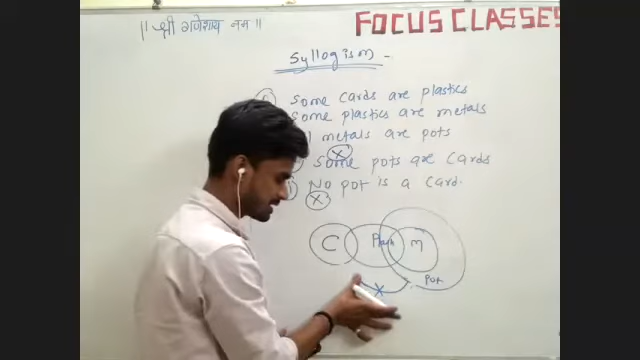 || श्री गणेशाय नमः ||
FOCUS CLASSES
Syllogism
Some cards are plastics
Some plastics are metals
metals are pots
Some pots are cards
No pot is a card.
X
X
C
M
Pot
X